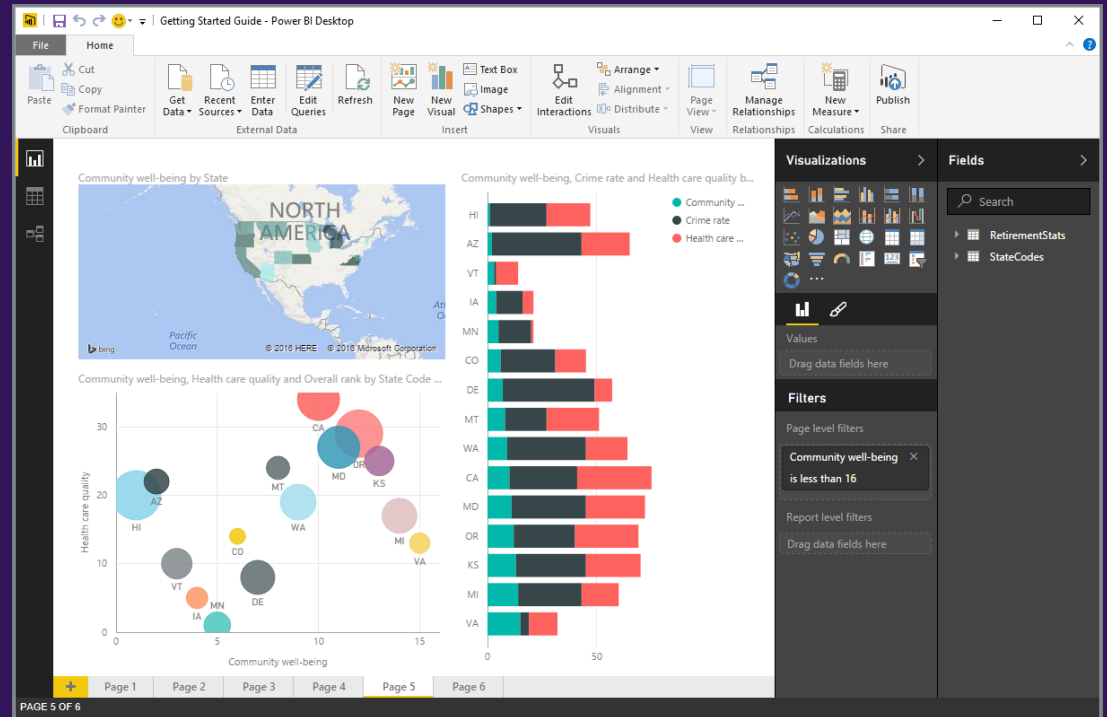 Getting Started Guide - Power BI Desktop
File Home
Paste
Cut
Copy
Format Painter
Clipboard
Get Data
Recent Sources
Enter Data
Edit Queries
Refresh
External Data
New Page
New Visual
Text Box
Image
Shapes
Insert
Edit Interactions
Arrange
Alignment
Distribute
Visuals
Page View
View
Manage Relationships
Relationships
New Measure
Calculations
Publish
Share
Community well-being by State
NORTH
AMERICA
Pacific
Ocean
Atl
O
bing
© 2016 HERE © 2016 Microsoft Corporation
Community well-being, Health care quality and Overall rank by State Code ...
Health care quality
30
20
10
0
CA
OR
MD
KS
MT
AZ
HI
WA
MI
VA
CO
VT
DE
IA
MN
0 5 10 15
Community well-being
Community well-being, Crime rate and Health care quality b...
Community ...
Crime rate
Health care ...
HI
AZ
VT
IA
MN
CO
DE
MT
WA
CA
MD
OR
KS
MI
VA
0 50
Visualizations
Values
Drag data fields here
Filters
Page level filters
Community well-being
is less than 16
Report level filters
Drag data fields here
Fields
Search
RetirementStats
StateCodes
Page 1 Page 2 Page 3 Page 4 Page 5 Page 6
PAGE 5 OF 6